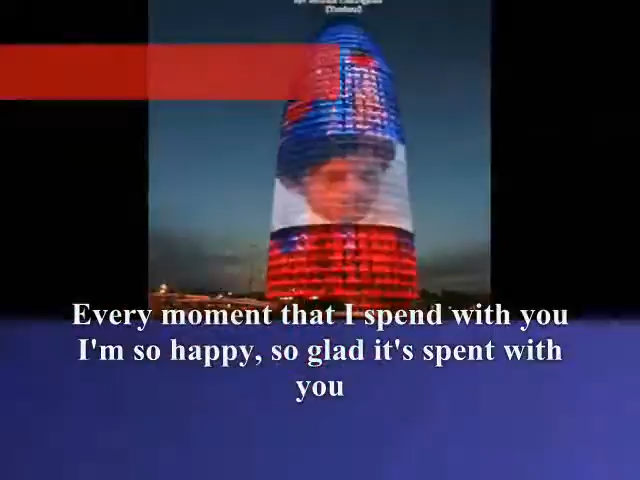 Every moment that I spend with you
I'm so happy, so glad it's spent with
you